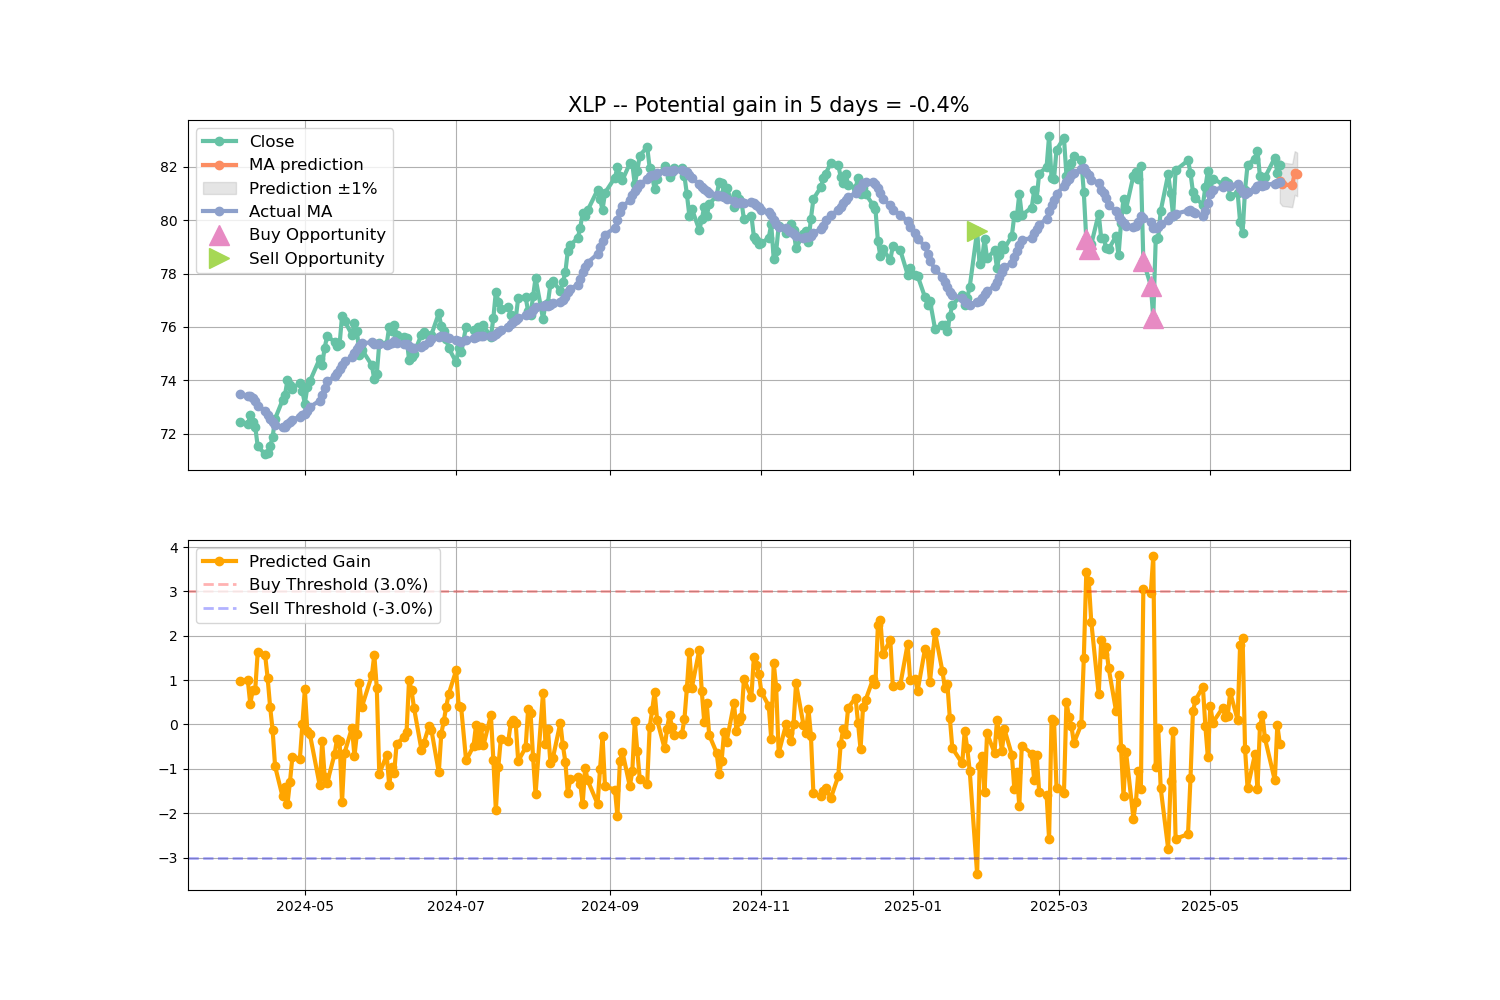 XLP -- Potential gain in 5 days = -0.4%
Close
MA prediction
Prediction ±1%
Actual MA
Buy Opportunity
Sell Opportunity
82
80
78
76
74
72
Predicted Gain
Buy Threshold (3.0%)
Sell Threshold (-3.0%)
4
3
2
1
0
−1
−2
−3
2024-05
2024-07
2024-09
2024-11
2025-01
2025-03
2025-05